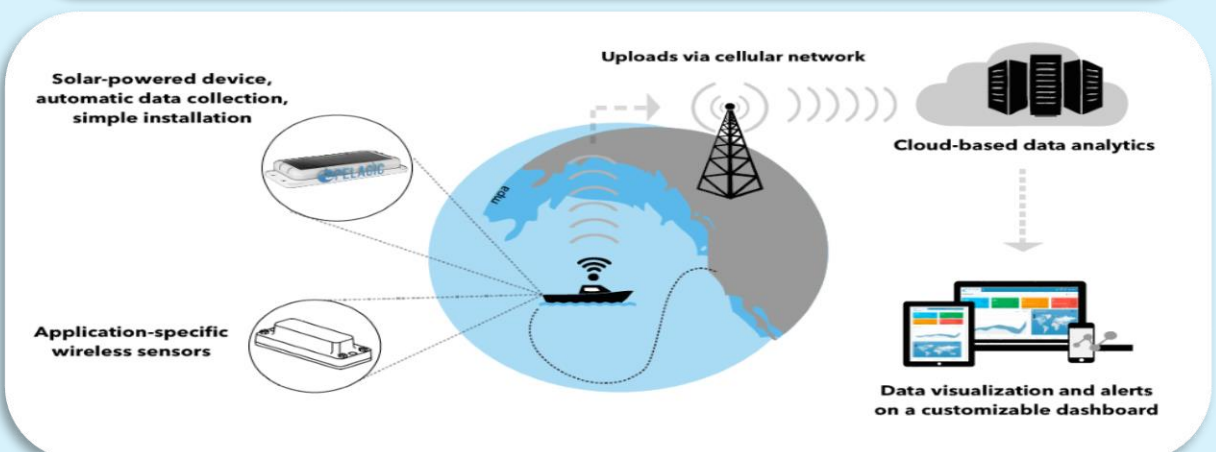 Solar-powered device,
automatic data collection,
simple installation
PELAGIC
Application-specific
wireless sensors
mpa
Uploads via cellular network
Cloud-based data analytics
Data visualization and alerts
on a customizable dashboard